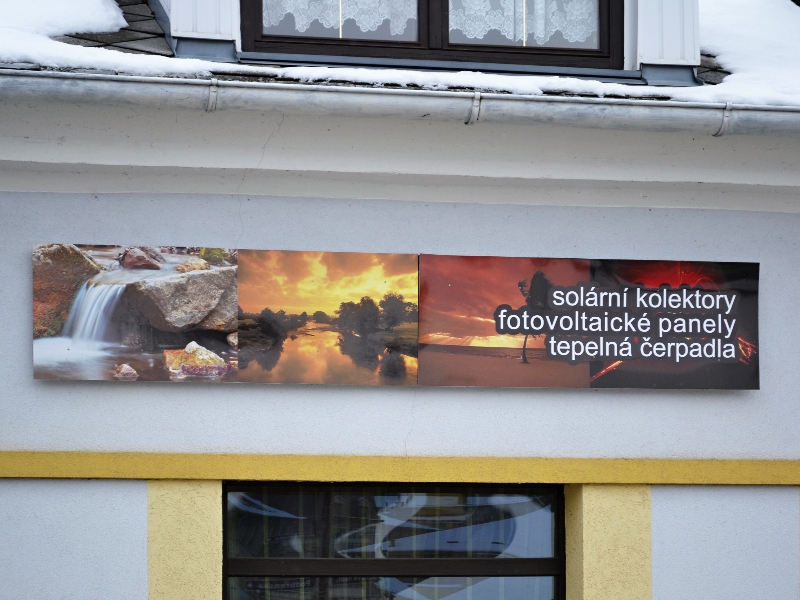 solární kolektory
fotovoltaické panely
tepelná čerpadla